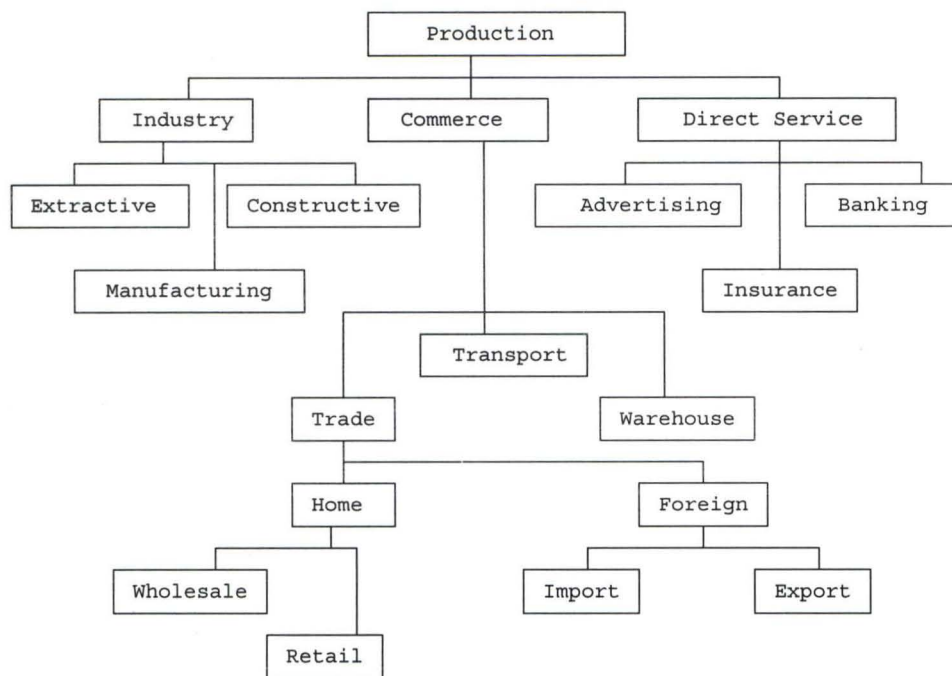 Production
Industry
Commerce
Direct Service
Extractive
Constructive
Advertising
Banking
Manufacturing
Insurance
Transport
Trade
Warehouse
Home
Foreign
Wholesale
Import
Export
Retail